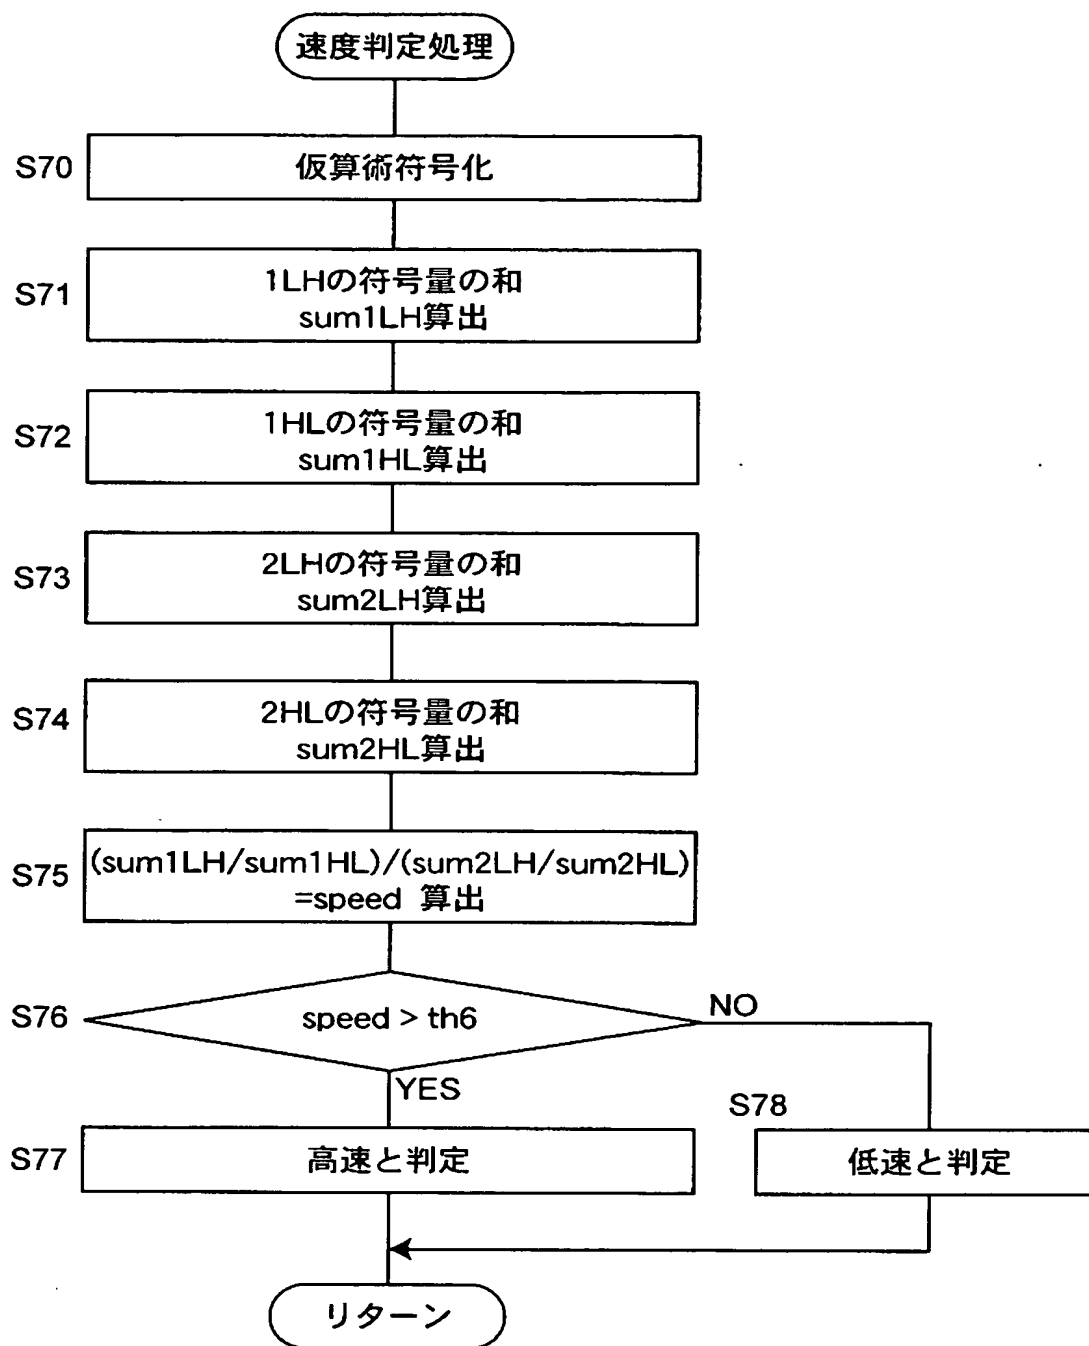 速度判定処理
S70
仮算術符号化
S71
1LHの符号量の和
sum1LH算出
S72
1HLの符号量の和
sum1HL算出
S73
2LHの符号量の和
sum2LH算出
S74
2HLの符号量の和
sum2HL算出
S75
(sum1LH/sum1HL)/(sum2LH/sum2HL)
=speed 算出
S76
speed > th6
NO
YES
S77
高速と判定
S78
低速と判定
リターン